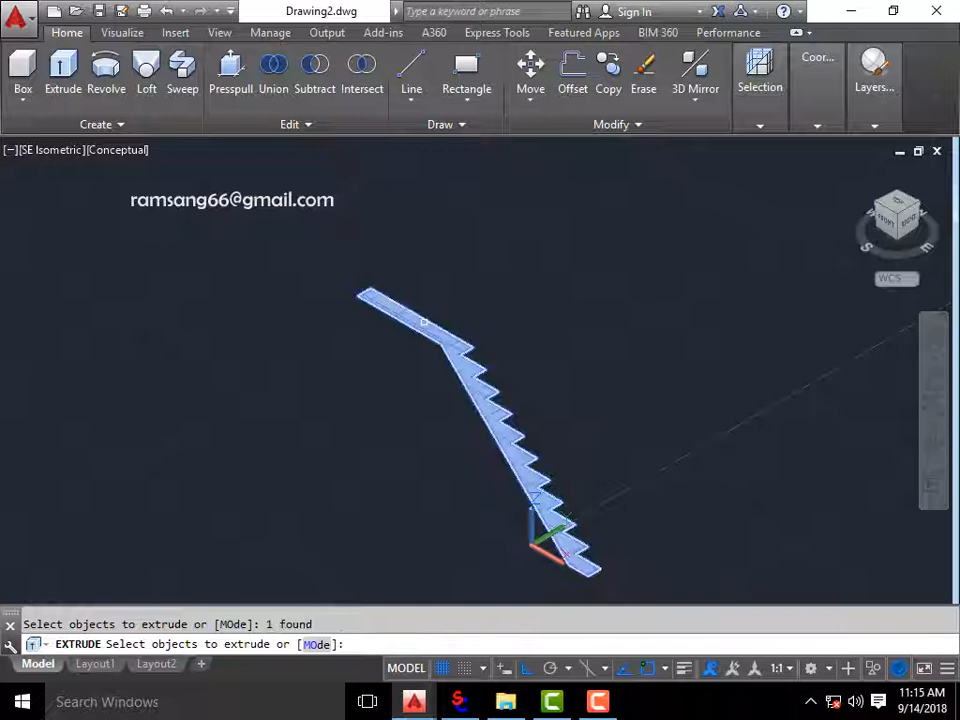 Drawing2.dwg
Type a keyword or phrase
Sign In
Home Visualize Insert View Manage Output Add-ins A360 Express Tools Featured Apps BIM 360 Performance
Box Extrude Revolve Loft Sweep Presspull Union Subtract Intersect Line Rectangle Move Offset Copy Erase 3D Mirror Selection Coor... Layers...
Create Edit Draw Modify
[−][SE Isometric][Conceptual]
ramsang66@gmail.com
TOP
FRONT RIGHT
S E
WCS
Select objects to extrude or [MOde]: 1 found
EXTRUDE Select objects to extrude or [MOde]:
Model Layout1 Layout2 + MODEL 1:1
Search Windows
11:15 AM
9/14/2018